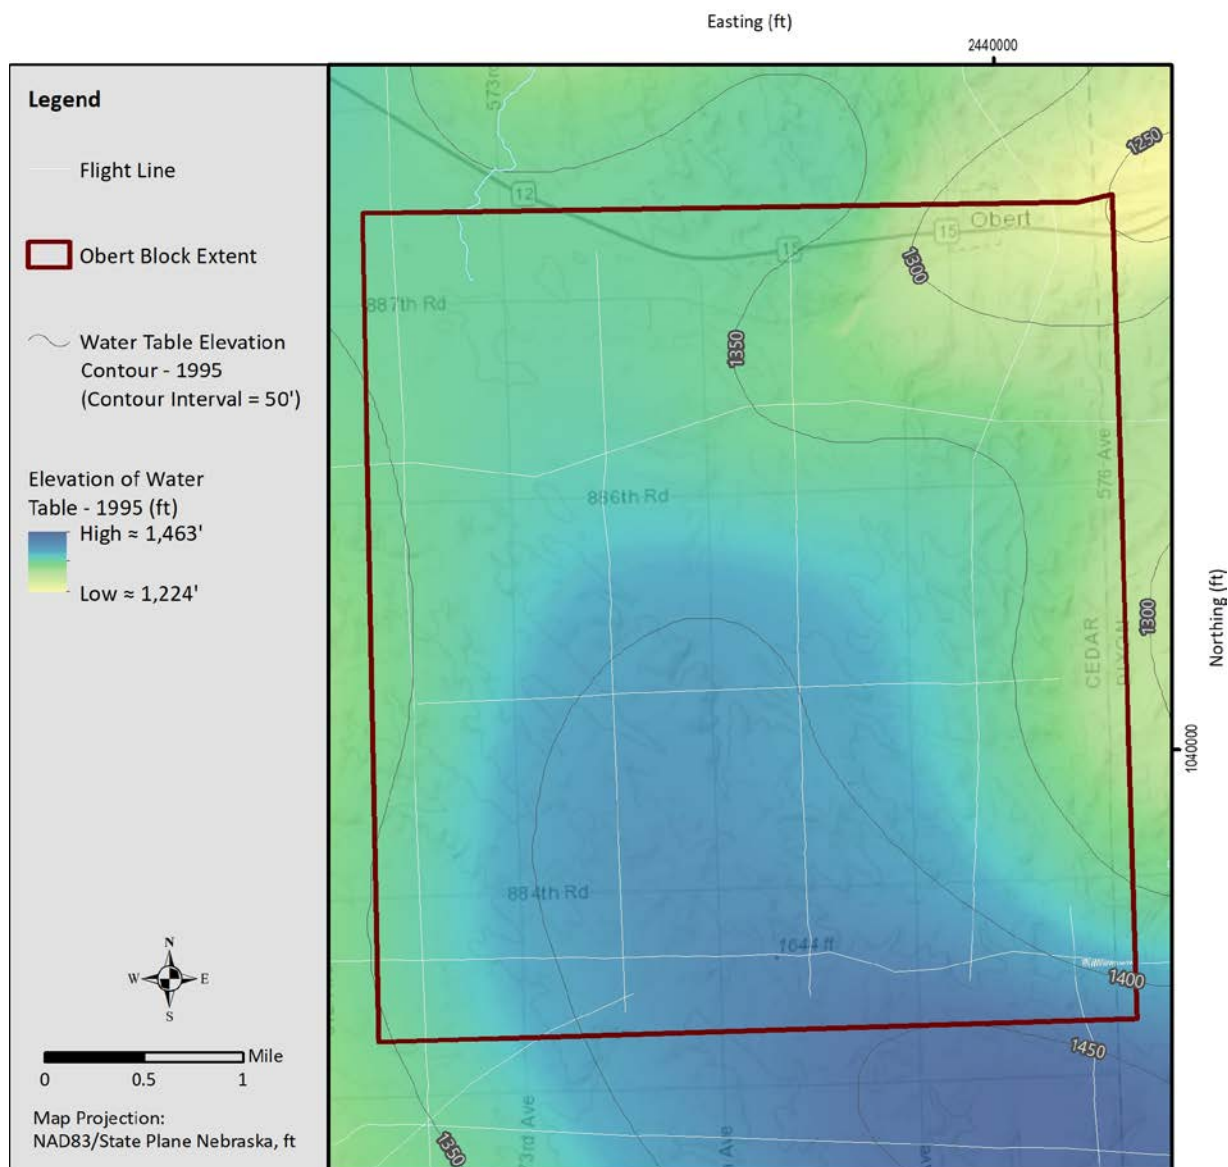 Easting (ft)
2440000
Legend
Flight Line
Obert Block Extent
Water Table Elevation
Contour - 1995
(Contour Interval = 50')
Elevation of Water
Table - 1995 (ft)
High ≈ 1,463'
Low ≈ 1,224'
N
W E
S
Mile
0 0.5 1
Map Projection:
NAD83/State Plane Nebraska, ft
573rd
1250
12
15
15
Obert
1300
887th Rd
1350
576 Ave
886th Rd
1300
CEDAR
DIXON
Northing (ft)
1040000
884th Rd
1644 ft
1400
1450
1350
73rd Ave
Ave